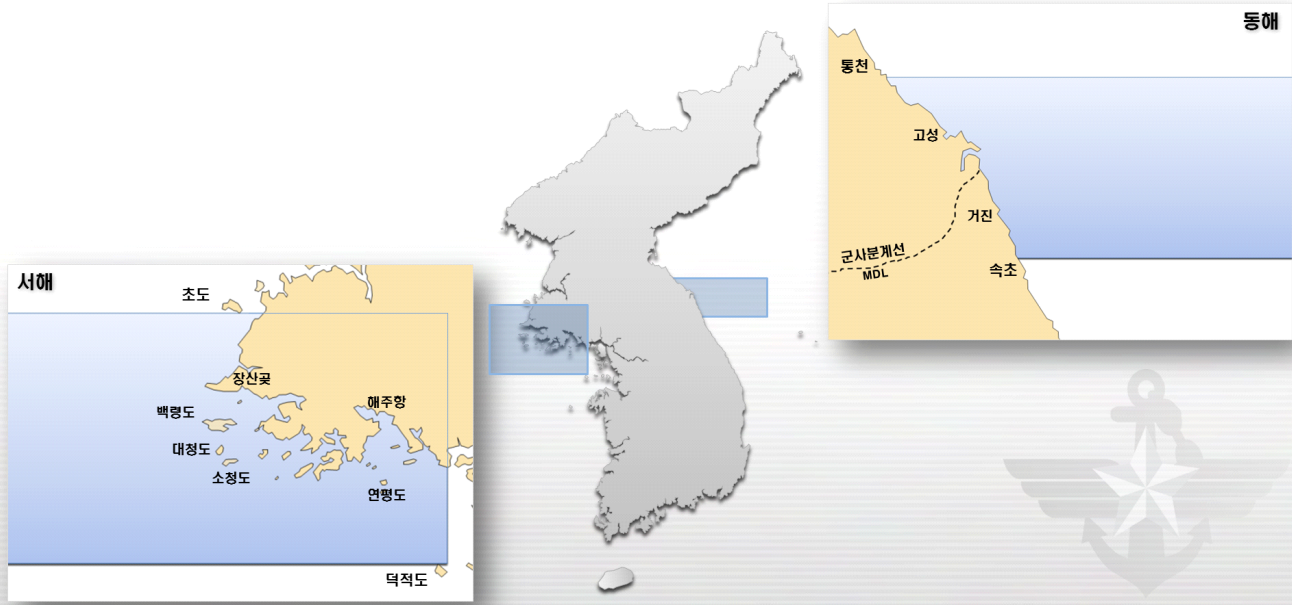 동해
통천
고성
거진
군사분계선
MDL
속초
서해
초도
장산곶
백령도
해주항
대청도
소청도
연평도
덕적도